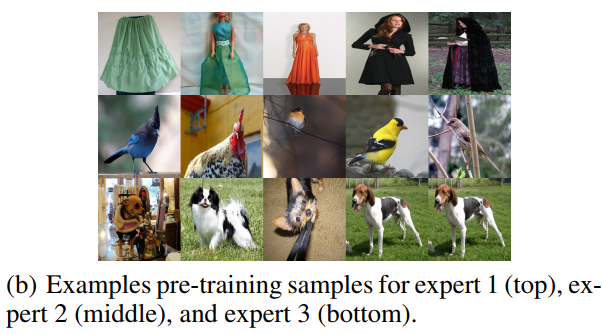 (b) Examples pre-training samples for expert 1 (top), ex-
pert 2 (middle), and expert 3 (bottom).